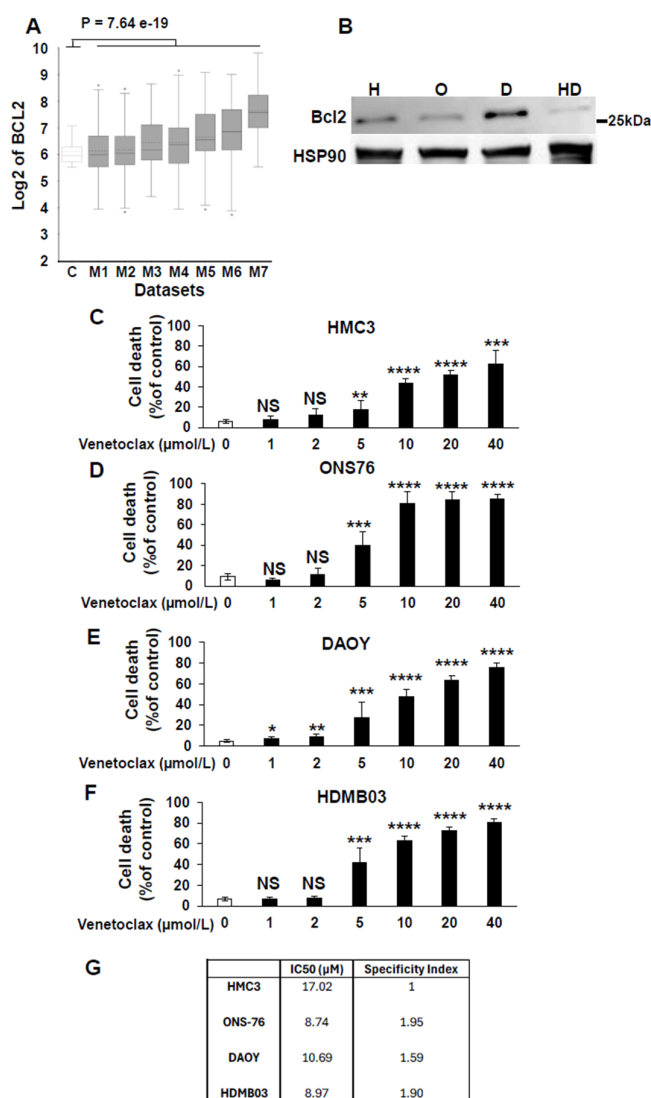 A
P = 7.64 e-19
Log2 of BCL2
10
9
8
7
6
5
4
3
2
C M1 M2 M3 M4 M5 M6 M7
Datasets
B
H O D HD
Bcl2
25kDa
HSP90
C
HMC3
Cell death
(%of control)
100
80
60
40
20
0
NS NS ** **** **** ***
Venetoclax (µmol/L) 0 1 2 5 10 20 40
D
ONS76
Cell death
(%of control)
100
80
60
40
20
0
NS NS *** **** **** ****
Venetoclax (µmol/L) 0 1 2 5 10 20 40
E
DAOY
Cell death
(%of control)
100
80
60
40
20
0
* ** *** **** **** ****
Venetoclax (µmol/L) 0 1 2 5 10 20 40
F
HDMB03
Cell death
(%of control)
100
80
60
40
20
0
NS NS *** **** **** ****
Venetoclax (µmol/L) 0 1 2 5 10 20 40
G
IC50 (µM) Specificity Index
HMC3 17.02 1
ONS-76 8.74 1.95
DAOY 10.69 1.59
HDMB03 8.97 1.90